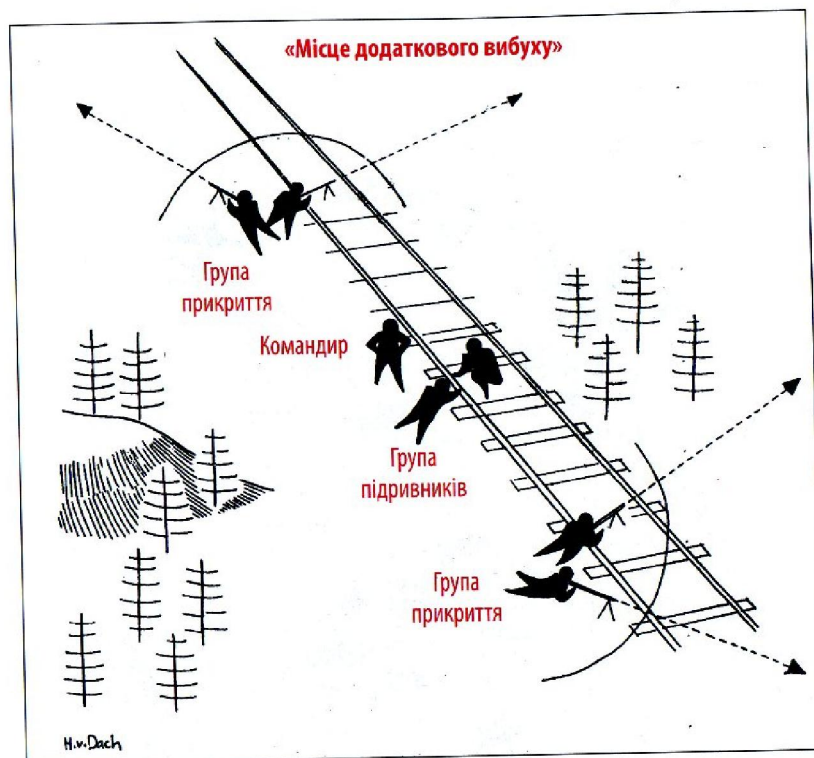 «Місце додаткового вибуху»
Група
прикриття
Командир
Група
підривників
Група
прикриття
H.v.Dach